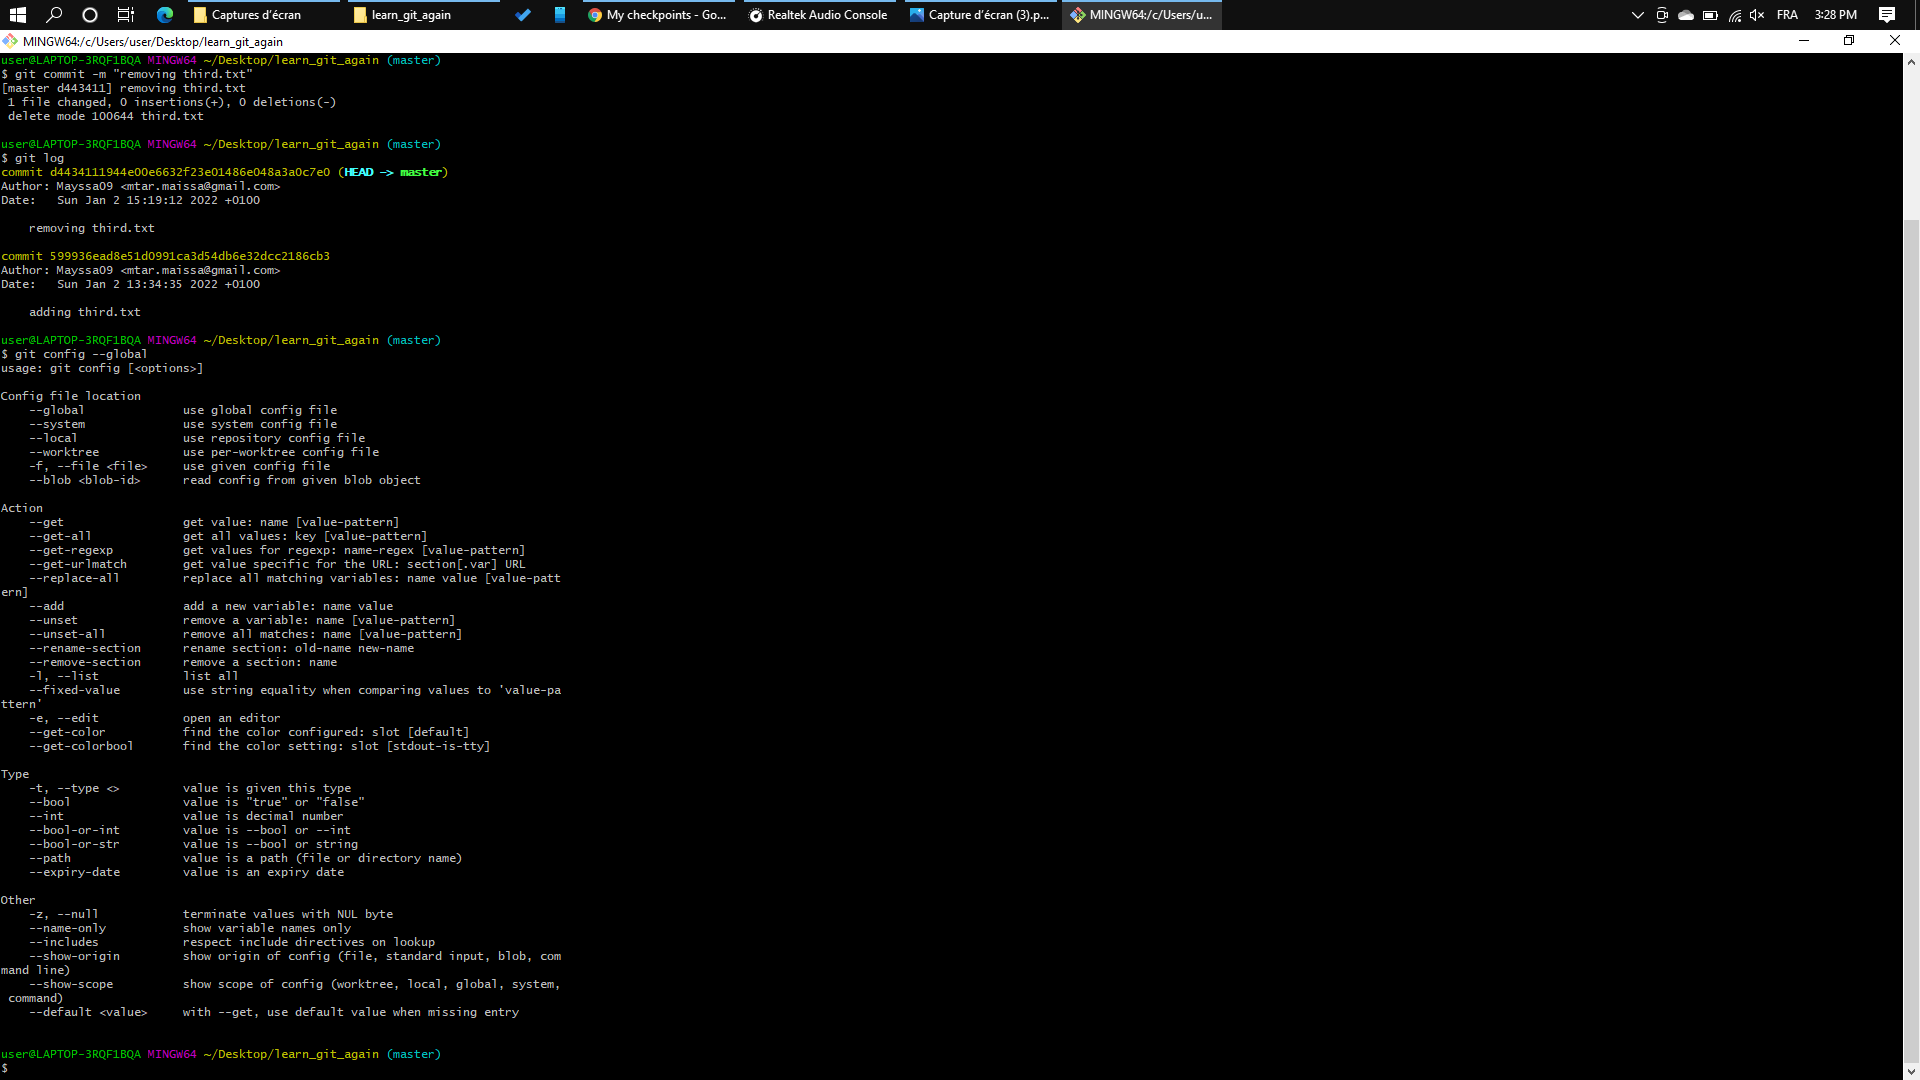 Captures d'écran
learn_git_again
My checkpoints - Go...
Realtek Audio Console
Capture d'écran (3).p...
MINGW64:/c/Users/u...
FRA
3:28 PM
MINGW64:/c/Users/user/Desktop/learn_git_again
user@LAPTOP-3RQF1BQA MINGW64 ~/Desktop/learn_git_again (master)
$ git commit -m "removing third.txt"
[master d443411] removing third.txt
 1 file changed, 0 insertions(+), 0 deletions(-)
 delete mode 100644 third.txt
user@LAPTOP-3RQF1BQA MINGW64 ~/Desktop/learn_git_again (master)
$ git log
commit d4434111944e00e6632f23e01486e048a3a0c7e0 (HEAD -> master)
Author: Mayssa09 <mtar.maissa@gmail.com>
Date:   Sun Jan 2 15:19:12 2022 +0100
    removing third.txt
commit 599936ead8e51d0991ca3d54db6e32dcc2186cb3
Author: Mayssa09 <mtar.maissa@gmail.com>
Date:   Sun Jan 2 13:34:35 2022 +0100
    adding third.txt
user@LAPTOP-3RQF1BQA MINGW64 ~/Desktop/learn_git_again (master)
$ git config --global
usage: git config [<options>]
Config file location
    --global              use global config file
    --system              use system config file
    --local               use repository config file
    --worktree            use per-worktree config file
    -f, --file <file>     use given config file
    --blob <blob-id>      read config from given blob object
Action
    --get                 get value: name [value-pattern]
    --get-all             get all values: key [value-pattern]
    --get-regexp          get values for regexp: name-regex [value-pattern]
    --get-urlmatch        get value specific for the URL: section[.var] URL
    --replace-all         replace all matching variables: name value [value-patt
ern]
    --add                 add a new variable: name value
    --unset               remove a variable: name [value-pattern]
    --unset-all           remove all matches: name [value-pattern]
    --rename-section      rename section: old-name new-name
    --remove-section      remove a section: name
    -l, --list            list all
    --fixed-value         use string equality when comparing values to 'value-pa
ttern'
    -e, --edit            open an editor
    --get-color           find the color configured: slot [default]
    --get-colorbool       find the color setting: slot [stdout-is-tty]
Type
    -t, --type <>         value is given this type
    --bool                value is "true" or "false"
    --int                 value is decimal number
    --bool-or-int         value is --bool or --int
    --bool-or-str         value is --bool or string
    --path                value is a path (file or directory name)
    --expiry-date         value is an expiry date
Other
    -z, --null            terminate values with NUL byte
    --name-only           show variable names only
    --includes            respect include directives on lookup
    --show-origin         show origin of config (file, standard input, blob, com
mand line)
    --show-scope          show scope of config (worktree, local, global, system,
 command)
    --default <value>     with --get, use default value when missing entry
user@LAPTOP-3RQF1BQA MINGW64 ~/Desktop/learn_git_again (master)
$